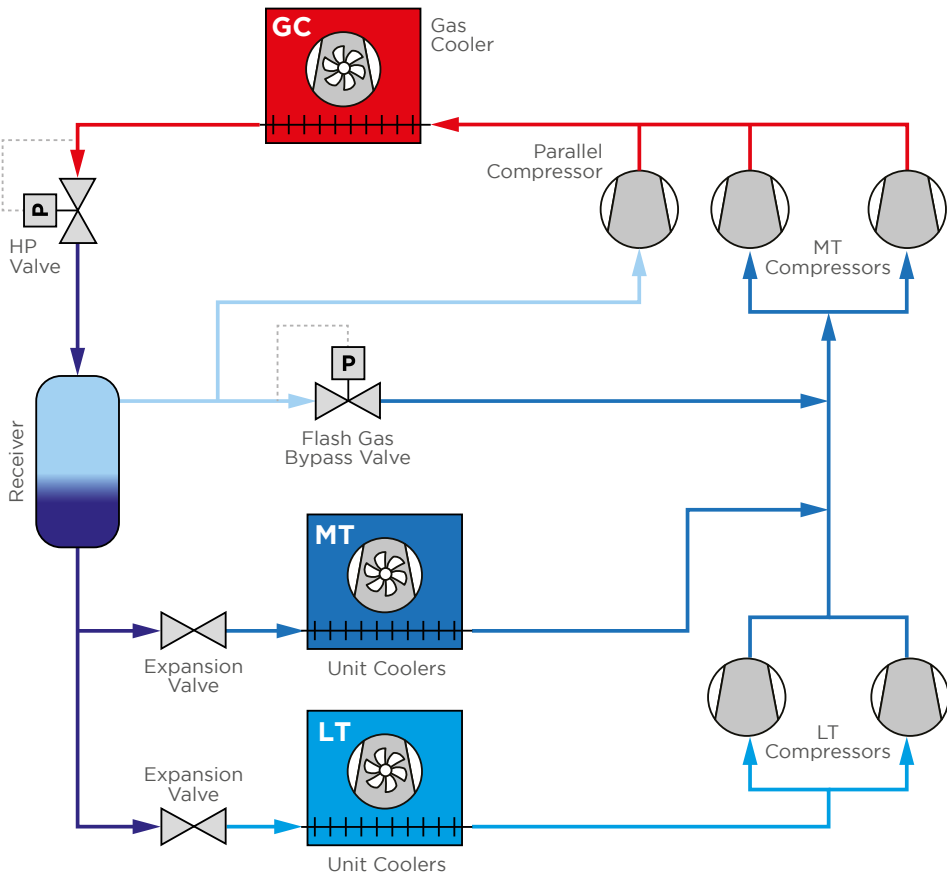 GC
Gas
Cooler
Parallel
Compressor
P
HP
Valve
MT
Compressors
P
Flash Gas
Bypass Valve
Receiver
MT
Expansion
Valve
Unit Coolers
LT
Compressors
LT
Expansion
Valve
Unit Coolers